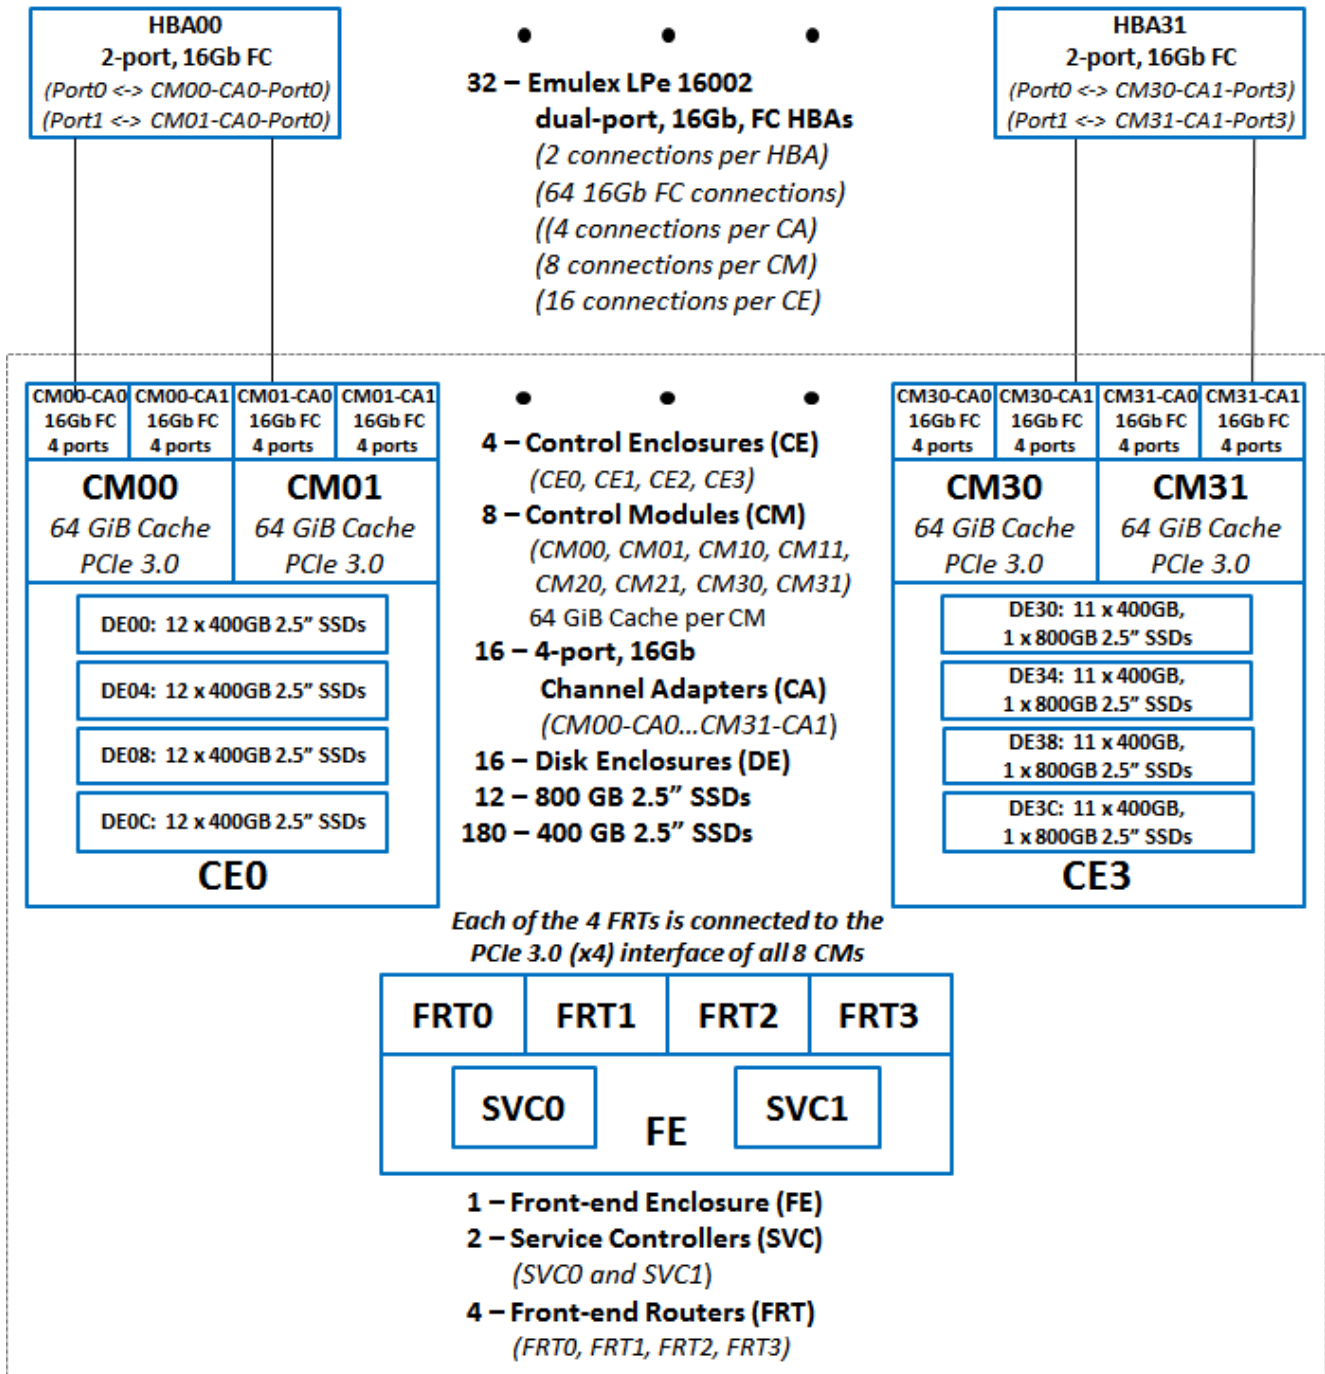 HBA00
2-port, 16Gb FC
(Port0 <-> CM00-CA0-Port0)
(Port1 <-> CM01-CA0-Port0)
32 – Emulex LPe 16002
dual-port, 16Gb, FC HBAs
(2 connections per HBA)
(64 16Gb FC connections)
((4 connections per CA)
(8 connections per CM)
(16 connections per CE)
HBA31
2-port, 16Gb FC
(Port0 <-> CM30-CA1-Port3)
(Port1 <-> CM31-CA1-Port3)
CM00-CA0
16Gb FC
4 ports
CM00-CA1
16Gb FC
4 ports
CM01-CA0
16Gb FC
4 ports
CM01-CA1
16Gb FC
4 ports
CM00
64 GiB Cache
PCIe 3.0
CM01
64 GiB Cache
PCIe 3.0
DE00: 12 x 400GB 2.5” SSDs
DE04: 12 x 400GB 2.5” SSDs
DE08: 12 x 400GB 2.5” SSDs
DE0C: 12 x 400GB 2.5” SSDs
CE0
4 – Control Enclosures (CE)
(CE0, CE1, CE2, CE3)
8 – Control Modules (CM)
(CM00, CM01, CM10, CM11,
CM20, CM21, CM30, CM31)
64 GiB Cache per CM
16 – 4-port, 16Gb
Channel Adapters (CA)
(CM00-CA0...CM31-CA1)
16 – Disk Enclosures (DE)
12 – 800 GB 2.5” SSDs
180 – 400 GB 2.5” SSDs
CM30-CA0
16Gb FC
4 ports
CM30-CA1
16Gb FC
4 ports
CM31-CA0
16Gb FC
4 ports
CM31-CA1
16Gb FC
4 ports
CM30
64 GiB Cache
PCIe 3.0
CM31
64 GiB Cache
PCIe 3.0
DE30: 11 x 400GB,
1 x 800GB 2.5” SSDs
DE34: 11 x 400GB,
1 x 800GB 2.5” SSDs
DE38: 11 x 400GB,
1 x 800GB 2.5” SSDs
DE3C: 11 x 400GB,
1 x 800GB 2.5” SSDs
CE3
Each of the 4 FRTs is connected to the
PCIe 3.0 (x4) interface of all 8 CMs
FRT0
FRT1
FRT2
FRT3
SVC0
FE
SVC1
1 – Front-end Enclosure (FE)
2 – Service Controllers (SVC)
(SVC0 and SVC1)
4 – Front-end Routers (FRT)
(FRT0, FRT1, FRT2, FRT3)